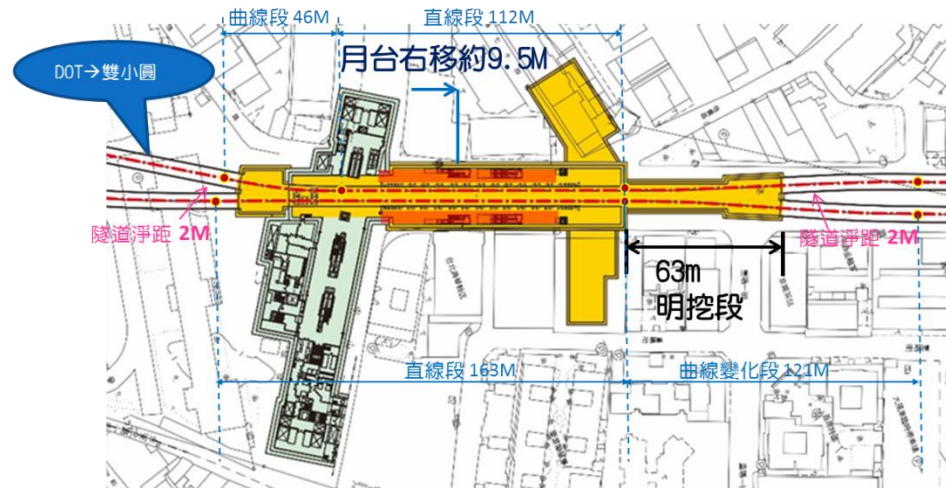 曲線段 46M
直線段 112M
DOT→雙小圓
月台右移約9.5M
隧道淨距 2M
隧道淨距 2M
63m
明挖段
直線段 163M
曲線變化段 121M